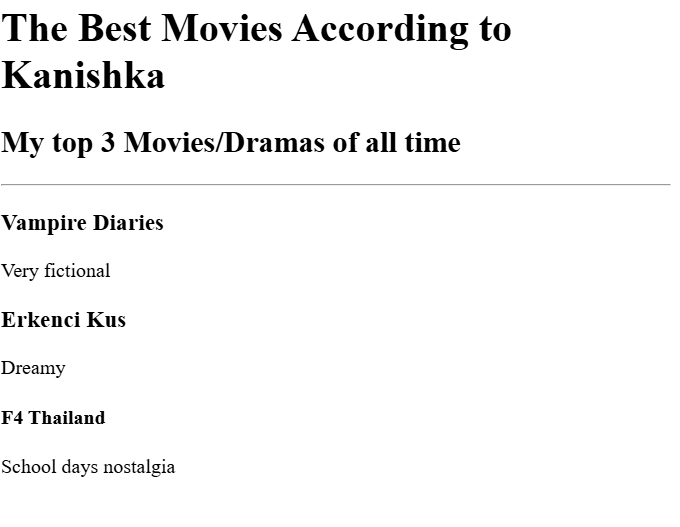 The Best Movies According to
Kanishka
My top 3 Movies/Dramas of all time
Vampire Diaries
Very fictional
Erkenci Kus
Dreamy
F4 Thailand
School days nostalgia